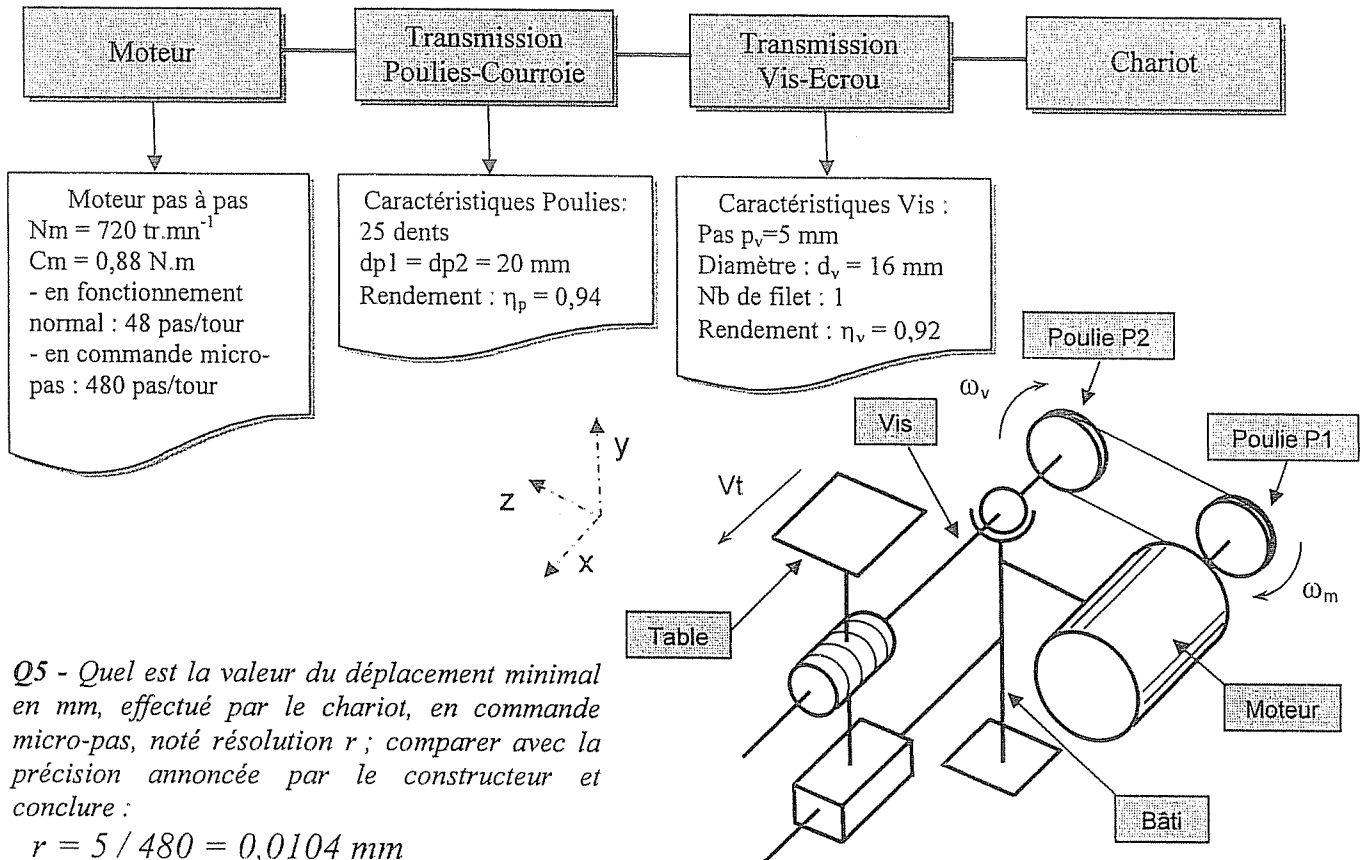 Moteur
Transmission
Poulies-Courroie
Transmission
Vis-Ecrou
Chariot
Moteur pas à pas
Nm = 720 tr.mn⁻¹
Cm = 0,88 N.m
- en fonctionnement
normal : 48 pas/tour
- en commande micro-
pas : 480 pas/tour
Caractéristiques Poulies:
25 dents
dp1 = dp2 = 20 mm
Rendement : ηp = 0,94
Caractéristiques Vis :
Pas pv=5 mm
Diamètre : dv = 16 mm
Nb de filet : 1
Rendement : ηv = 0,92
Poulie P2
ωv
Vis
Poulie P1
y
Vt
z
x
ωm
Table
Moteur
Bâti
Q5 - Quel est la valeur du déplacement minimal
en mm, effectué par le chariot, en commande
micro-pas, noté résolution r ; comparer avec la
précision annoncée par le constructeur et
conclure :
r = 5 / 480 = 0,0104 mm